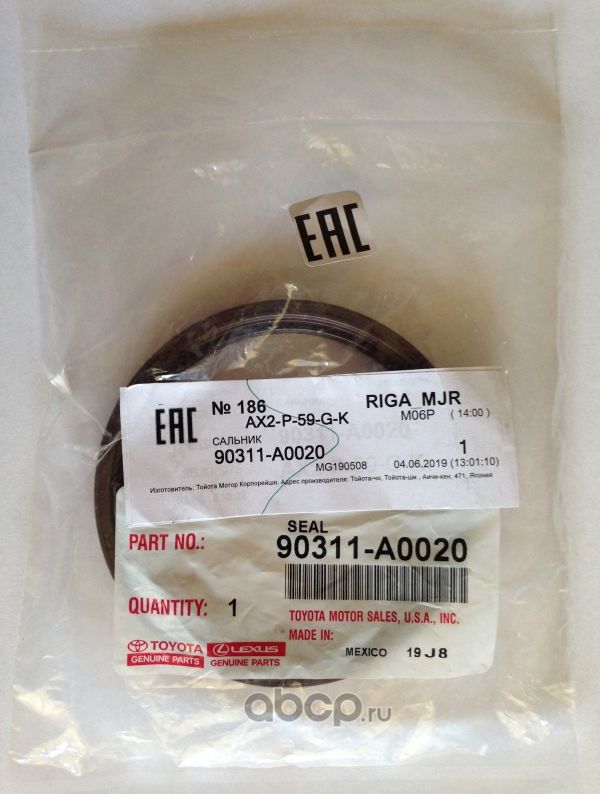 EAC
EAC
№ 186
RIGA_MJR
AX2-P-59-G-K
M06P ( 14:00 )
САЛЬНИК
90311-A0020
1
MG190508
04.06.2019 (13:01:10)
Изготовитель: Тойота Мотор Корпорейшн. Адрес производителя: Тойота-чо, Тойота-ши , Аичи-кен, 471, Япония
SEAL
PART NO.: 90311-A0020
QUANTITY: 1
TOYOTA MOTOR SALES, U.S.A., INC.
MADE IN:
MEXICO 19J8
TOYOTA
GENUINE PARTS
LEXUS
GENUINE PARTS
abcp.ru